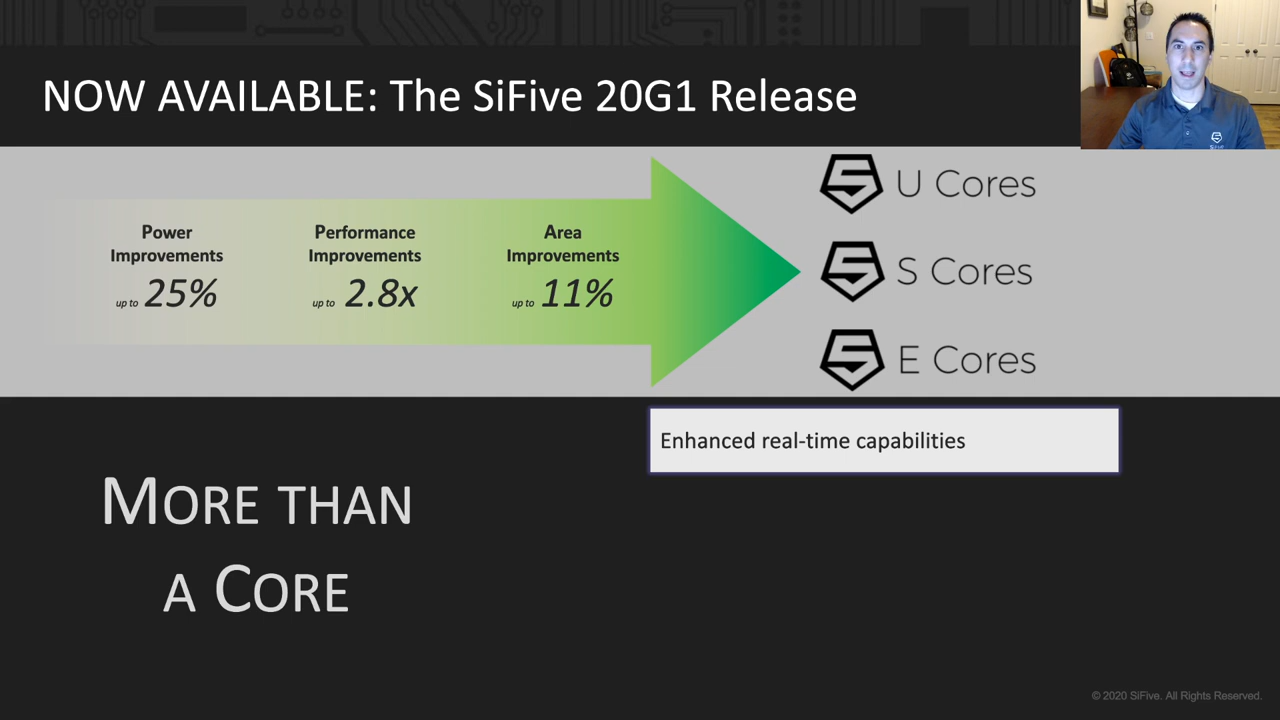 NOW AVAILABLE: The SiFive 20G1 Release
Power
Improvements
up to 25%
Performance
Improvements
up to 2.8x
Area
Improvements
up to 11%
U Cores
S Cores
E Cores
Enhanced real-time capabilities
MORE THAN
A CORE
© 2020 SiFive. All Rights Reserved.